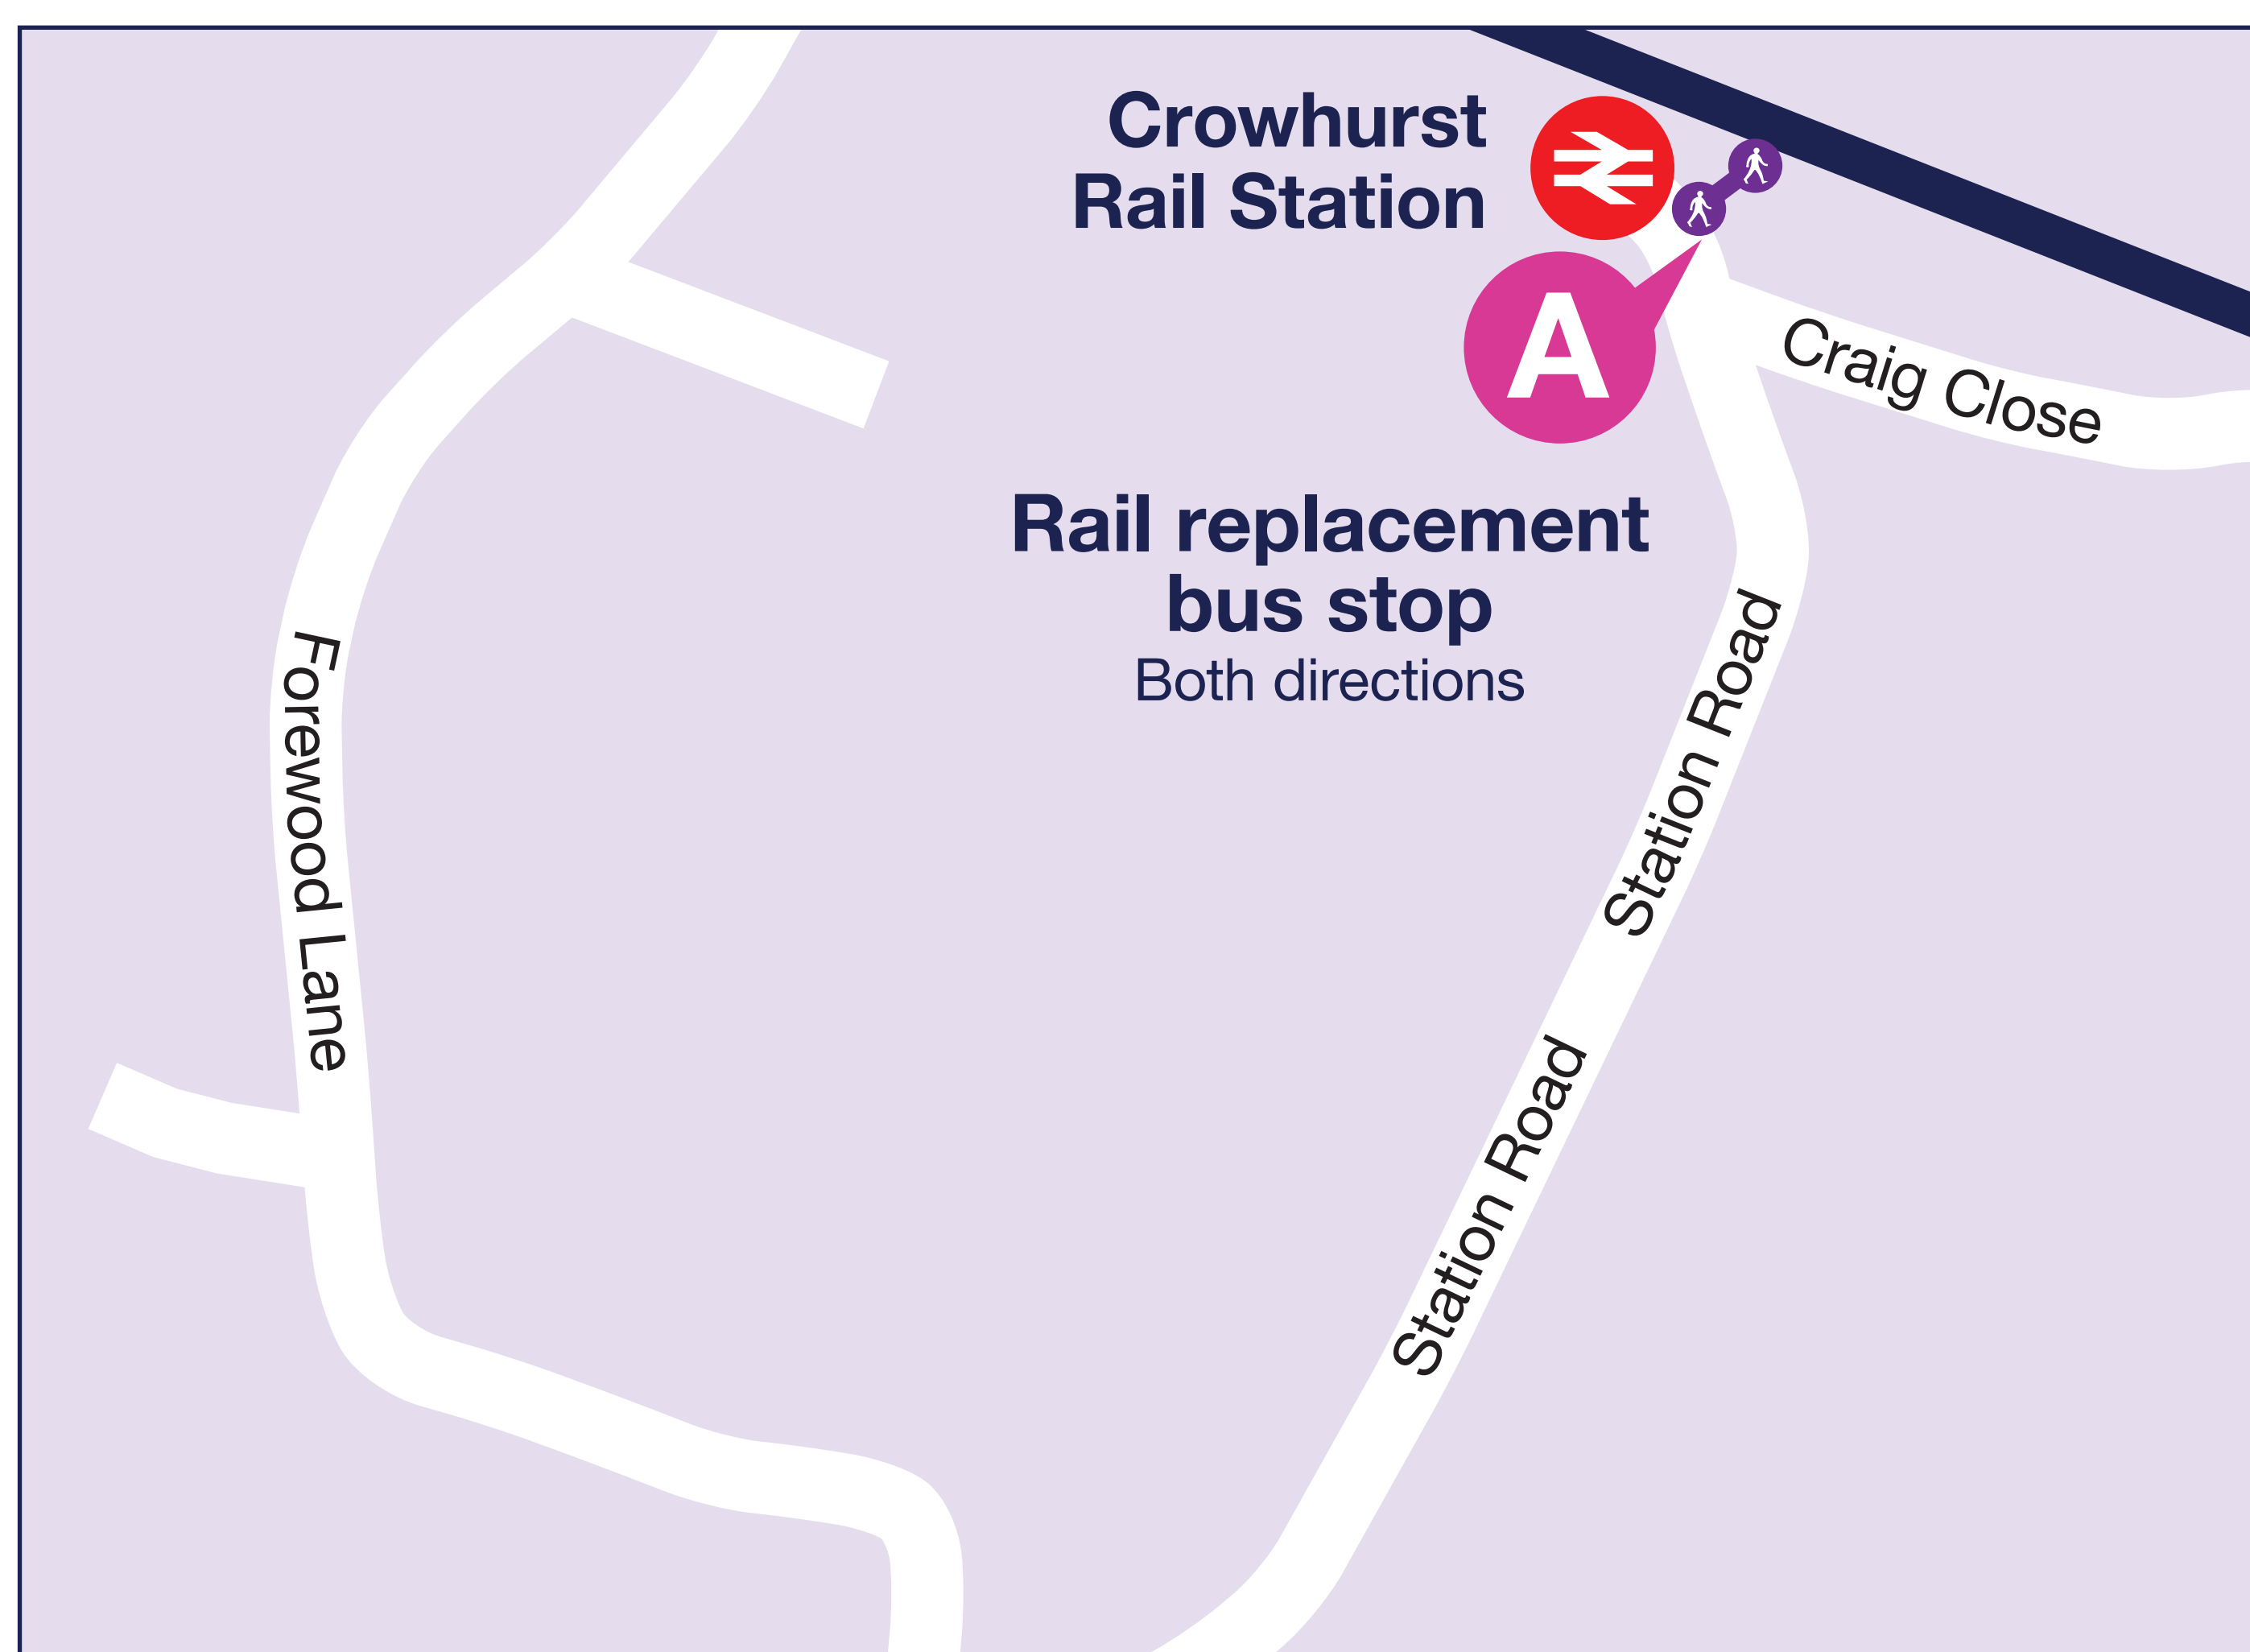 Crowhurst
Rail Station
A
Craig Close
Rail replacement
bus stop
Both directions
Station Road
Forewood Lane
Station Road